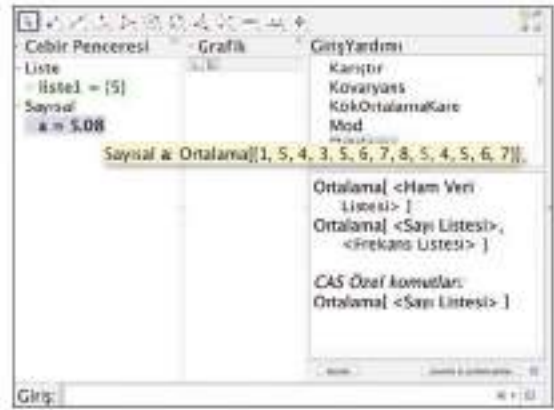 Cebir Penceresi
Grafik
GirişYardımı
Liste
liste1 = {5}
Sayısal
a = 5.08
Karıştır
Kovaryans
KökOrtalamaKare
Mod
Sayısal a: Ortalama[{1, 5, 4, 3, 5, 6, 7, 8, 5, 4, 5, 6, 7}]
Ortalama[ <Ham Veri
Listesi> ]
Ortalama[ <Sayı Listesi>,
<Frekans Listesi> ]
CAS Özel komutları:
Ortalama[ <Sayı Listesi> ]
Giriş: